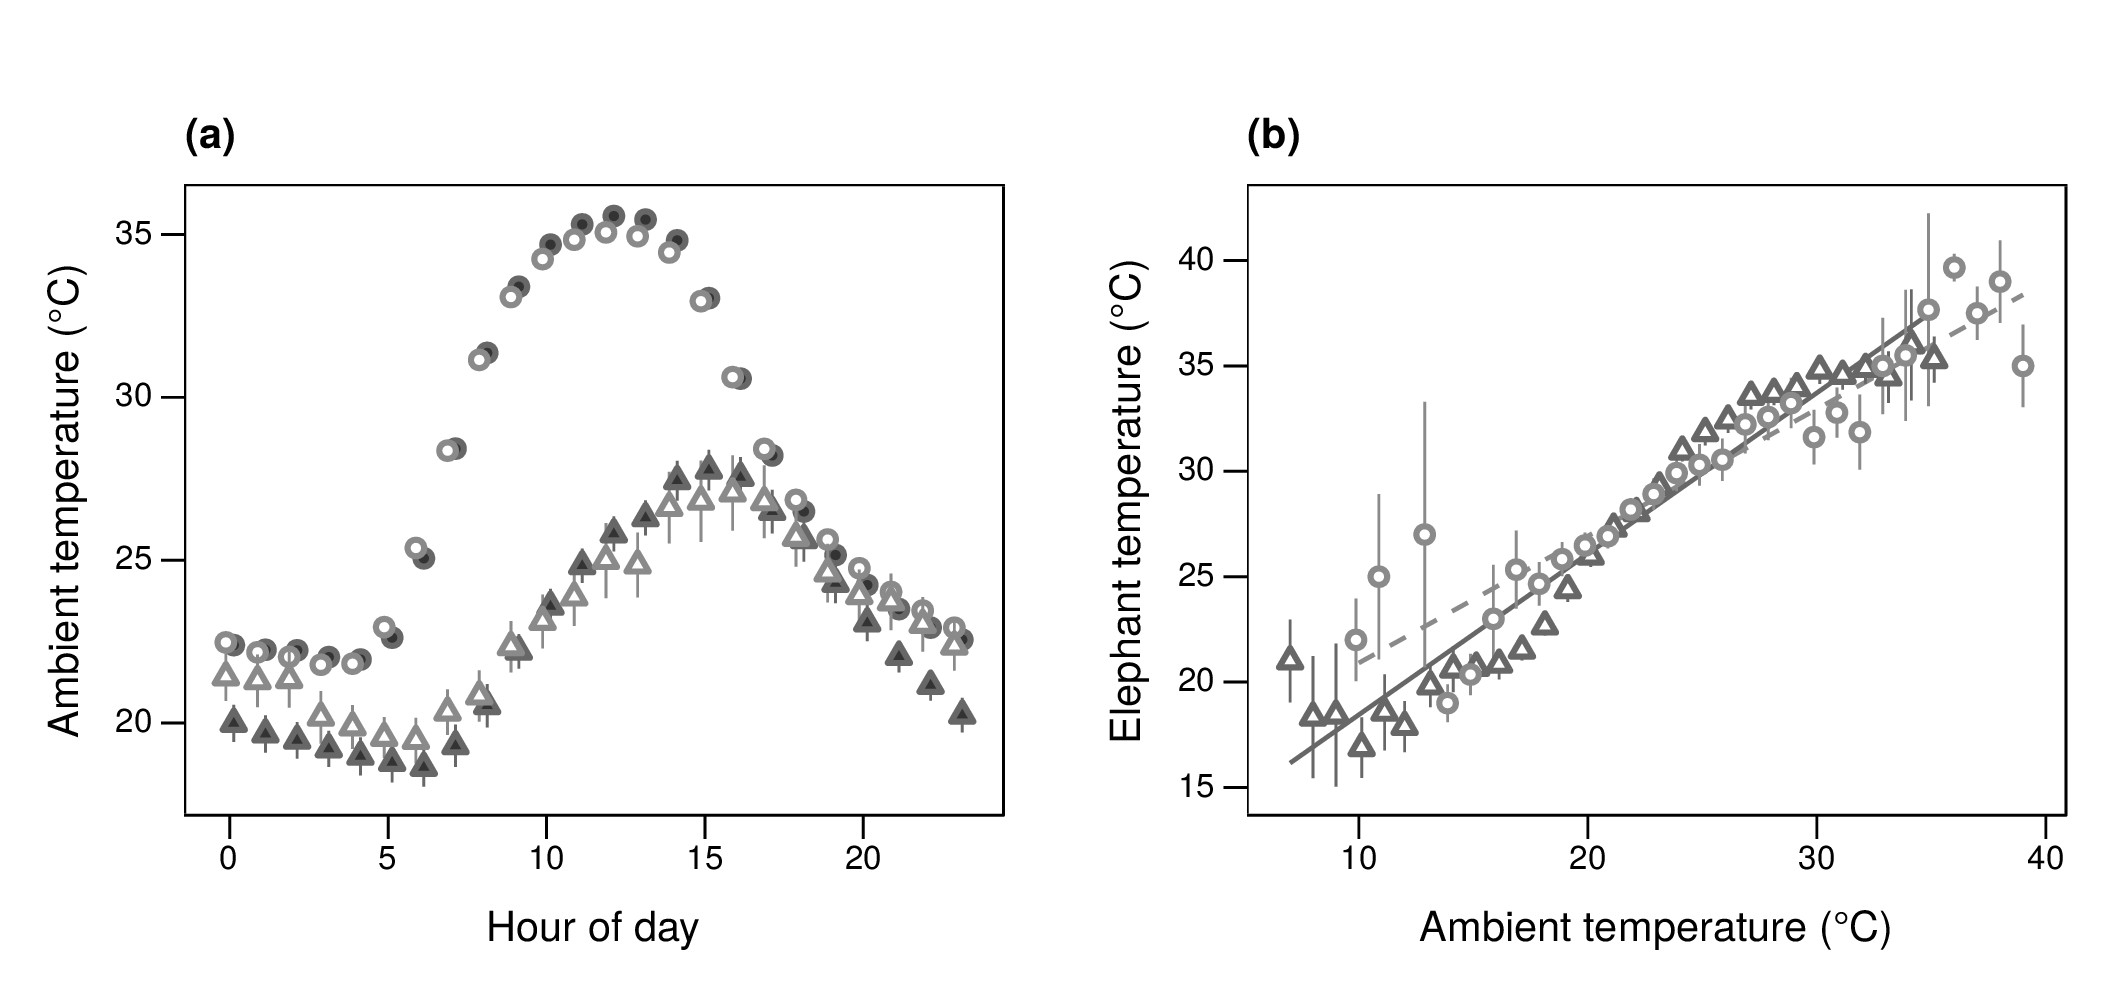 (a)
(b)
Ambient temperature (°C)
35
30
25
20
0 5 10 15 20
Hour of day
Elephant temperature (°C)
40
35
30
25
20
15
10 20 30 40
Ambient temperature (°C)